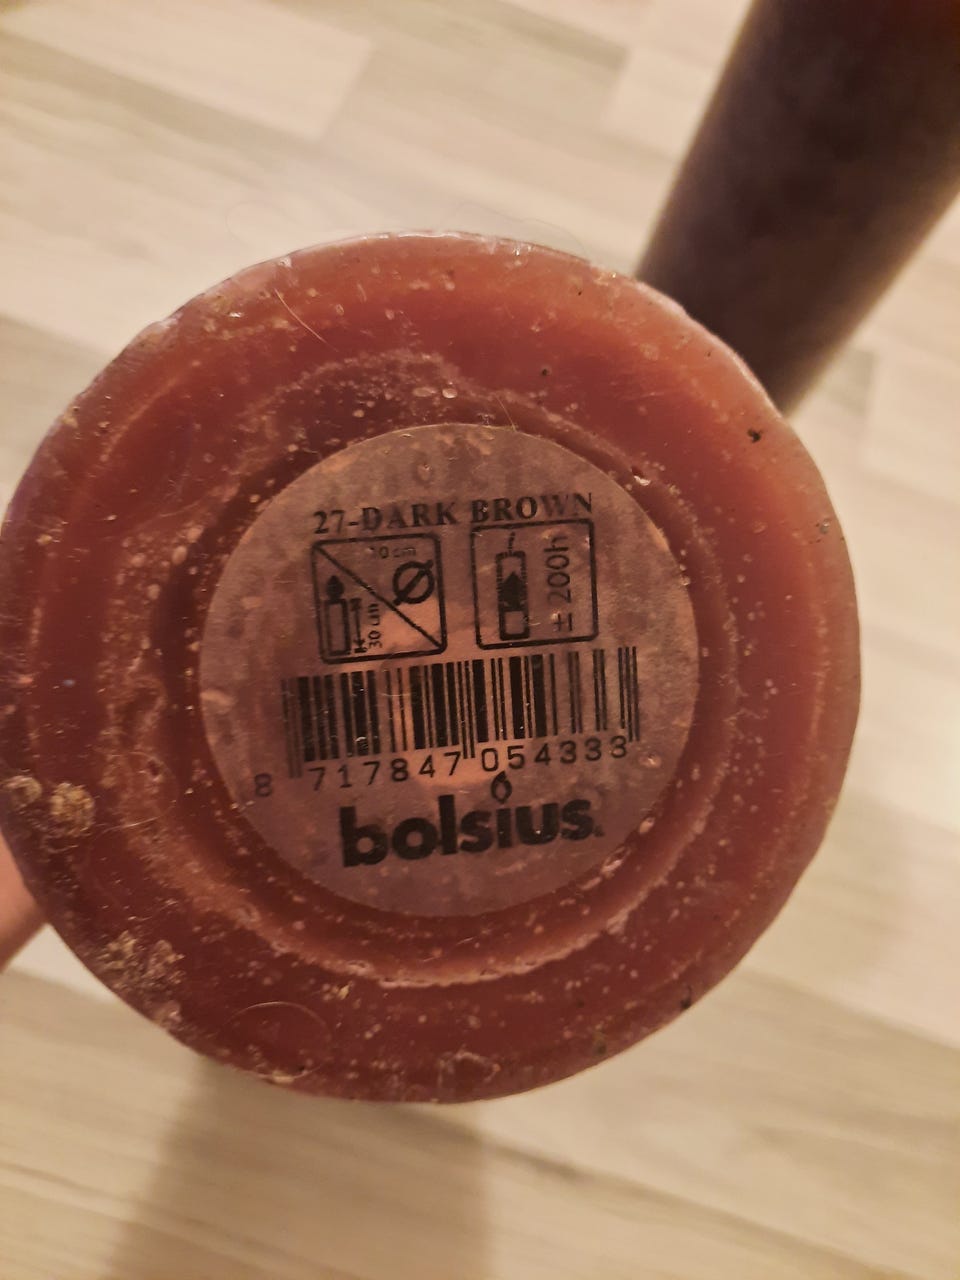 27-DARK BROWN
10 cm
30 cm
± 200h
8 717847 054333
bolsius.